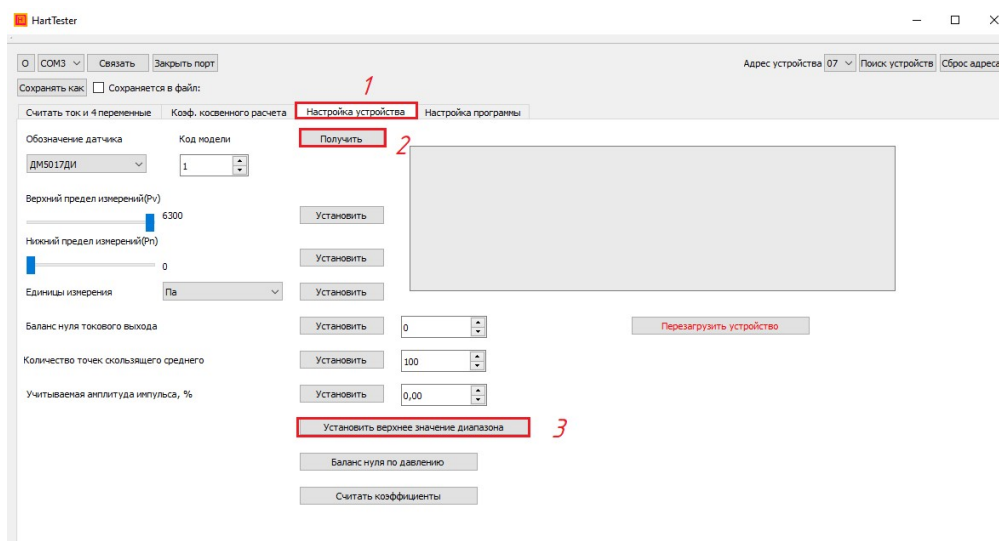 HartTester
О COM3 Связать Закрыть порт Адрес устройства 07 Поиск устройств Сброс адреса
Сохранять как Сохраняется в файл:
1
Считать ток и 4 переменные Коэф. косвенного расчета Настройка устройства Настройка программы
Обозначение датчика Код модели Получить 2
ДМ5017ДИ 1
Верхний предел измерений(Pv)
6300 Установить
Нижний предел измерений(Pn)
0 Установить
Единицы измерения Па Установить
Баланс нуля токового выхода Установить 0 Перезагрузить устройство
Количество точек скользящего среднего Установить 100
Учитываемая амплитуда импульса, % Установить 0,00
Установить верхнее значение диапазона 3
Баланс нуля по давлению
Считать коэффициенты